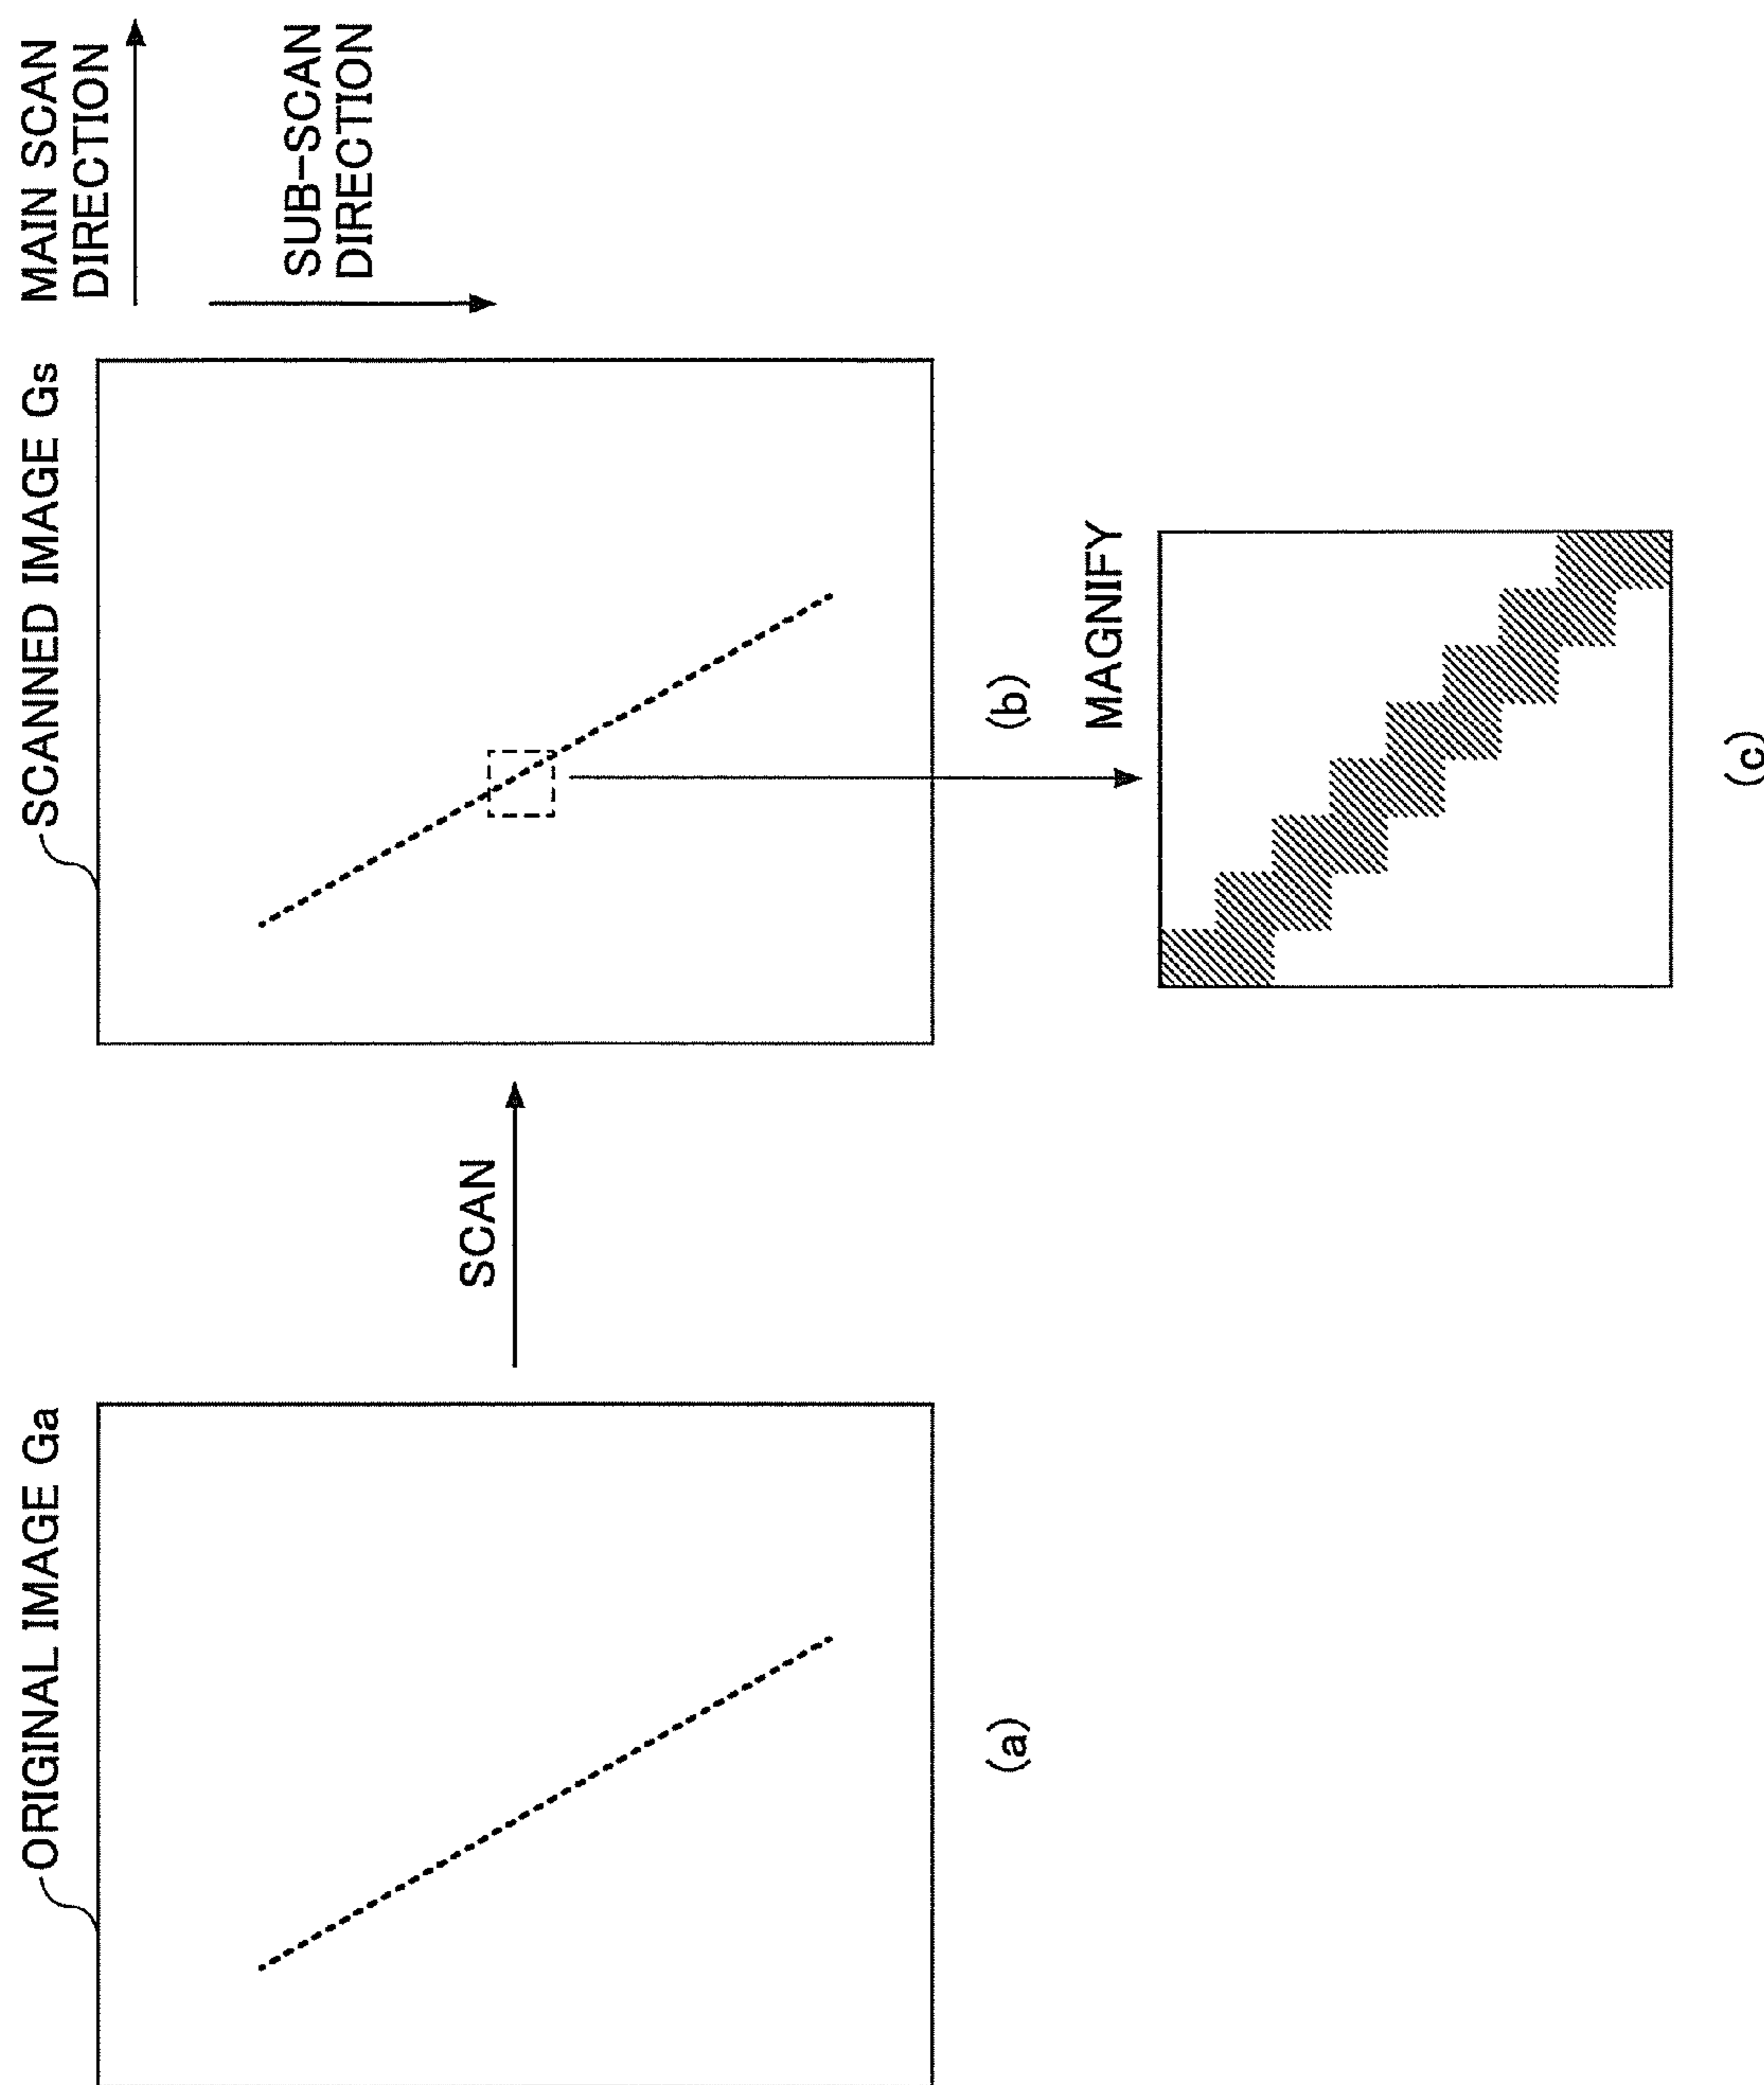 ORIGINAL IMAGE Ga
(a)
SCAN
SCANNED IMAGE Gs
(b)
MAGNIFY
(c)
MAIN SCAN
DIRECTION
SUB-SCAN
DIRECTION